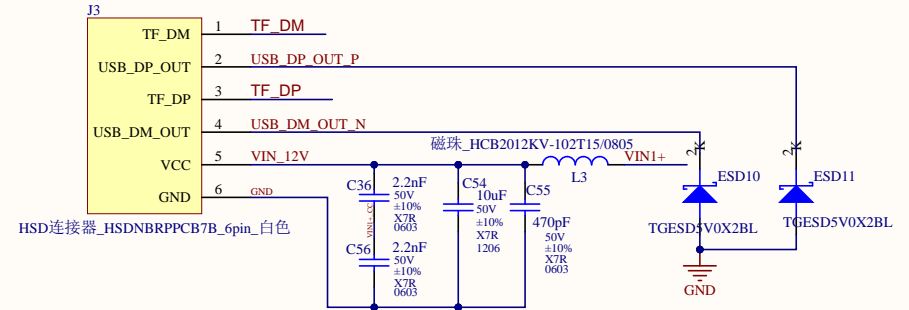 J3
TF_DM 1 TF_DM
USB_DP_OUT 2 USB_DP_OUT_P
TF_DP 3 TF_DP
USB_DM_OUT 4 USB_DM_OUT_N
磁珠_HCB2012KV-102T15/0805
VCC 5 VIN_12V
L3
VIN1+
GND 6 GND
HSD连接器_HSDNBRPPCB7B_6pin_白色
C36
2.2nF
50V
±10%
X7R
0603
VIN1+_CC
C56
2.2nF
50V
±10%
X7R
0603
C54
10uF
50V
±10%
X7R
1206
C55
470pF
50V
±10%
X7R
0603
2
K
ESD10
TGESD5V0X2BL
2
K
ESD11
TGESD5V0X2BL
GND